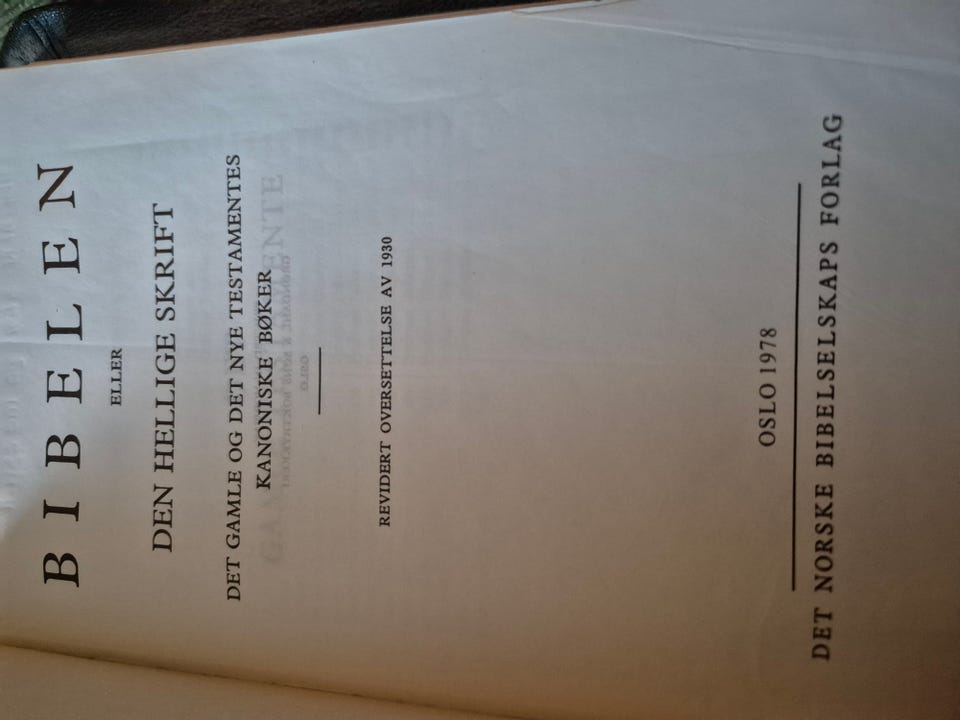 BIBELEN
ELLER
DEN HELLIGE SKRIFT
DET GAMLE OG DET NYE TESTAMENTES
KANONISKE BØKER
REVIDERT OVERSETTELSE AV 1930
OSLO 1978
DET NORSKE BIBELSELSKAPS FORLAG